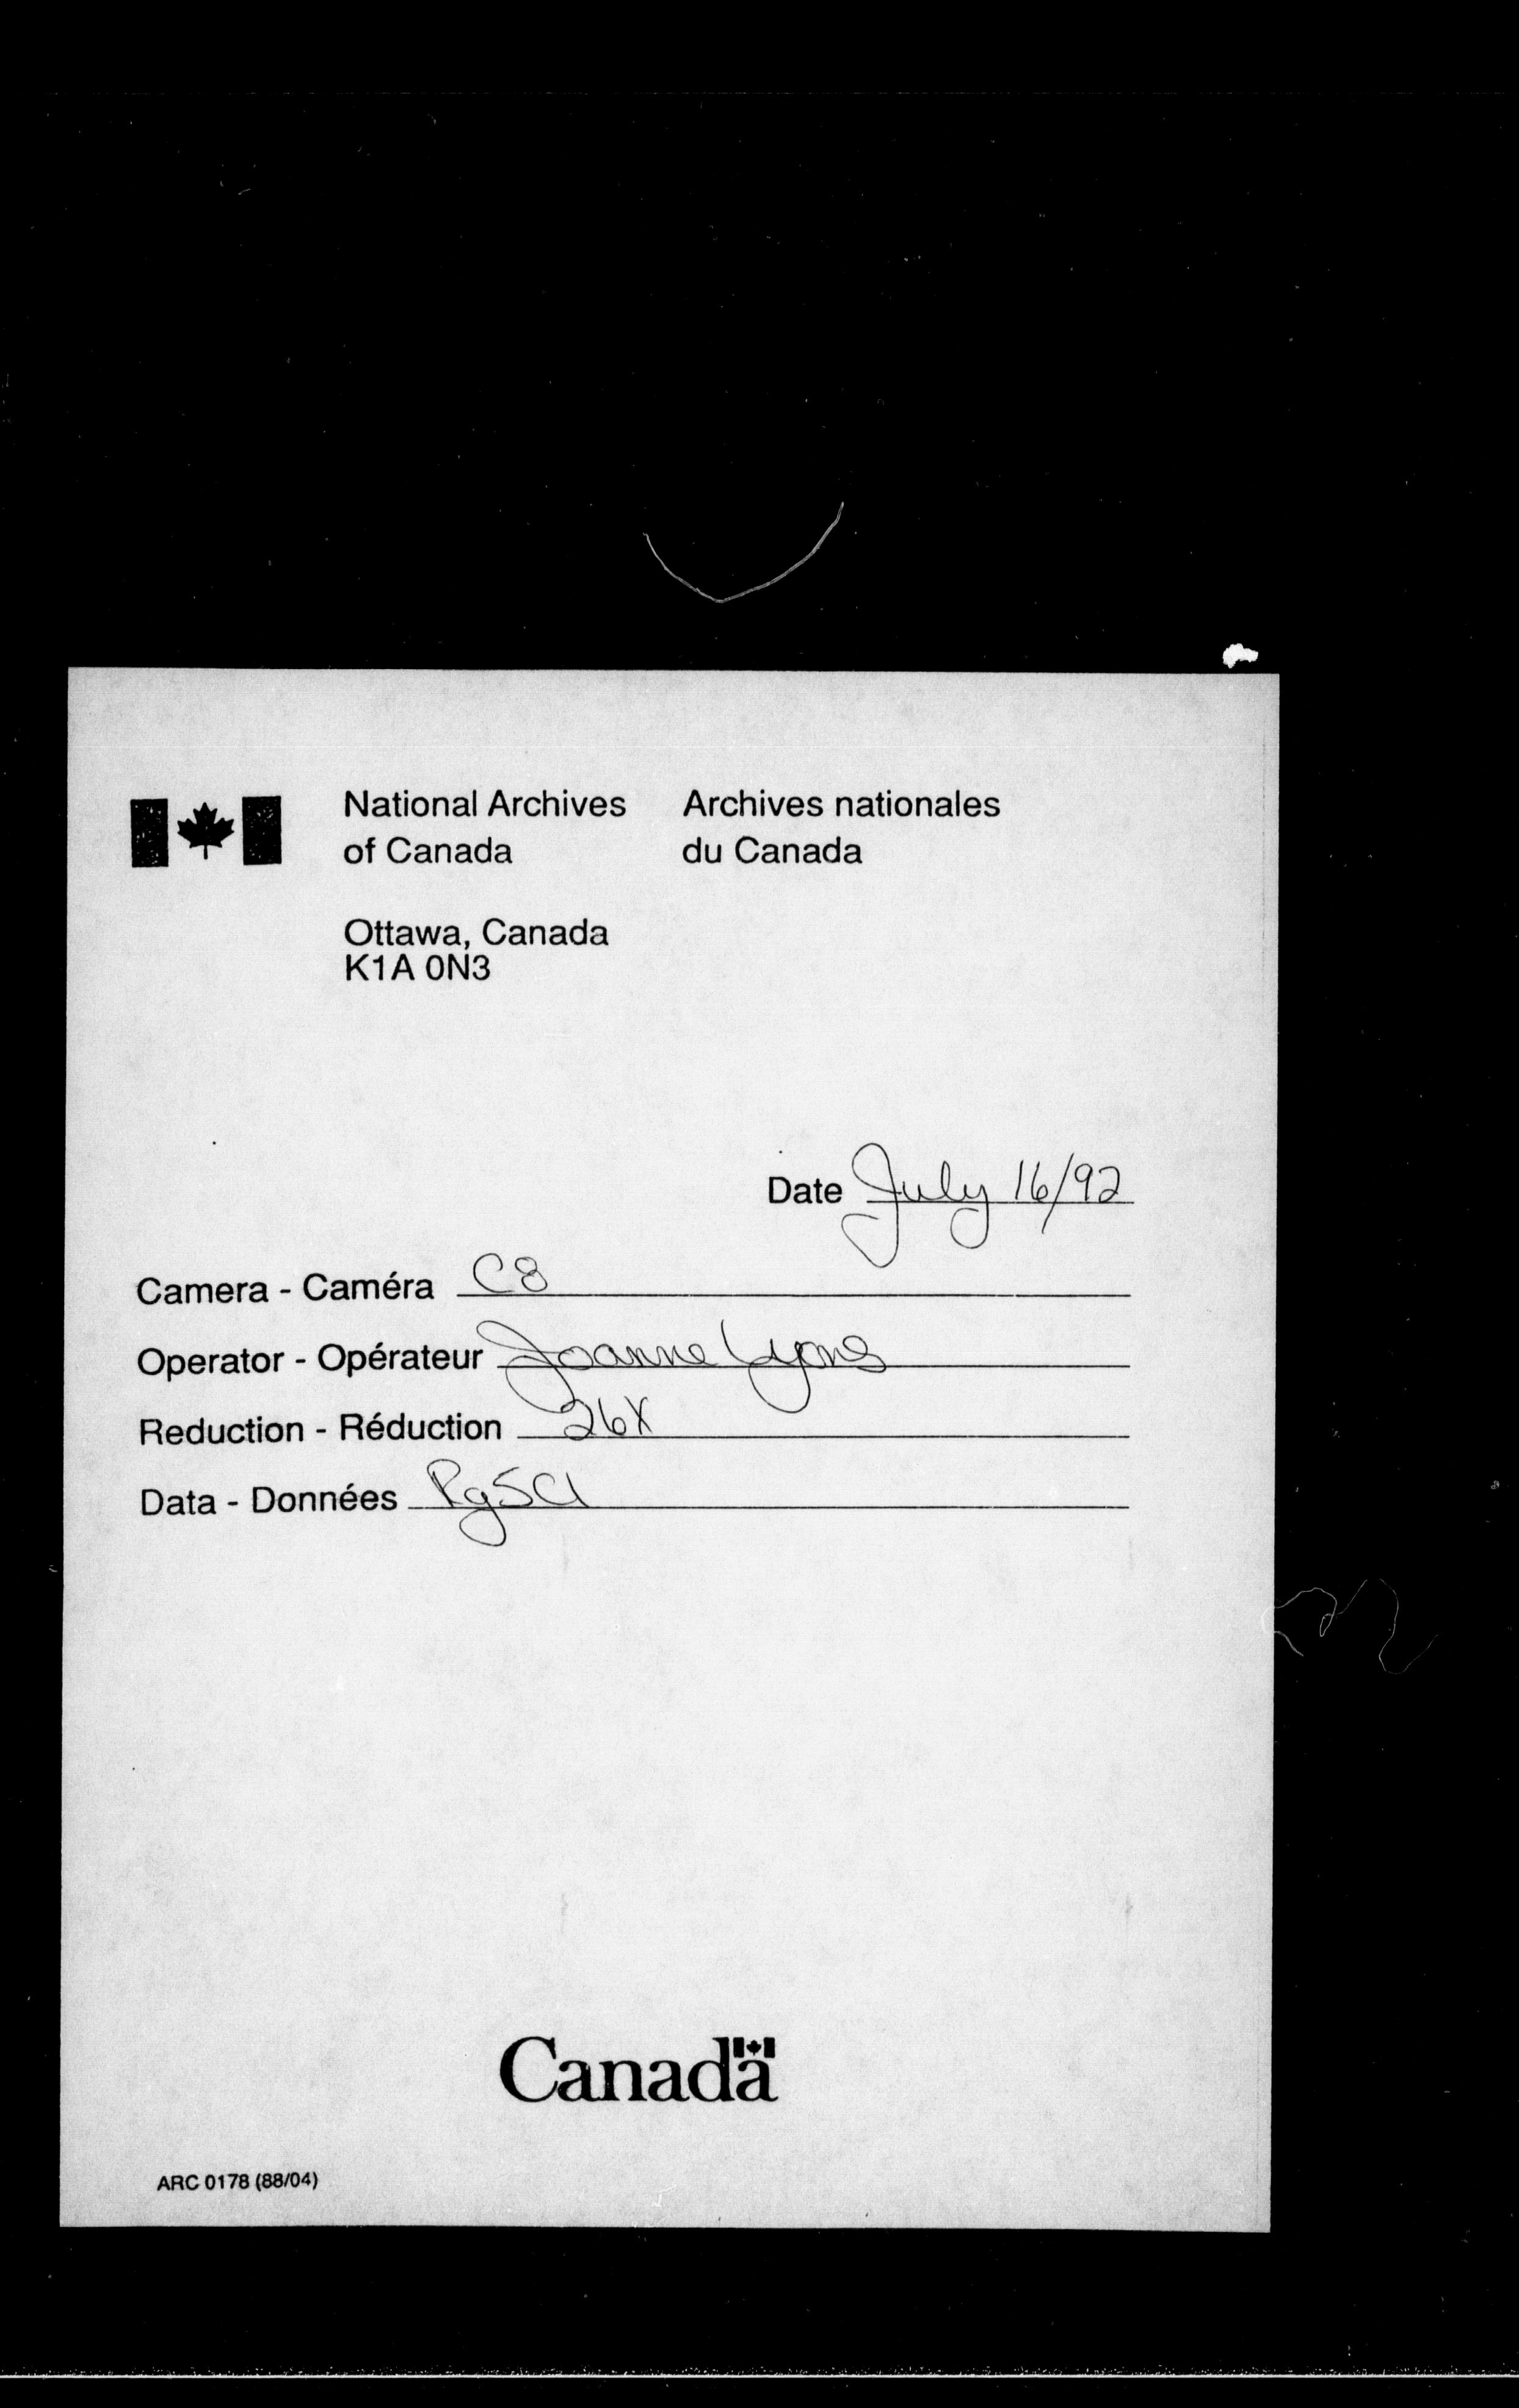 National Archives of Canada
Archives nationales du Canada
Ottawa, Canada
K1A 0N3
Date July 16/92
Camera - Caméra C8
Operator - Opérateur Joanne Lyons
Reduction - Réduction 26X
Data - Données
Canada
ARC 0178 (88/04)